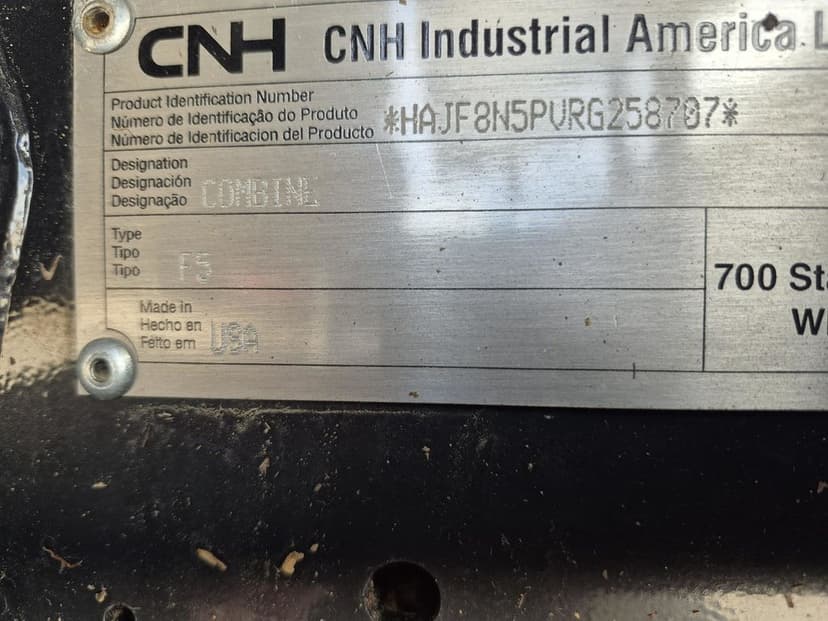 CNH CNH Industrial America L
Product Identification Number
Número de Identificação do Produto
Número de Identificacion del Producto *HAJF8N5PVRG258707*
Designation
Designación
Designação COMBINE
Type
Tipo
Tipo F5
700 St
Made in
Hecho en
Feito em USA
W